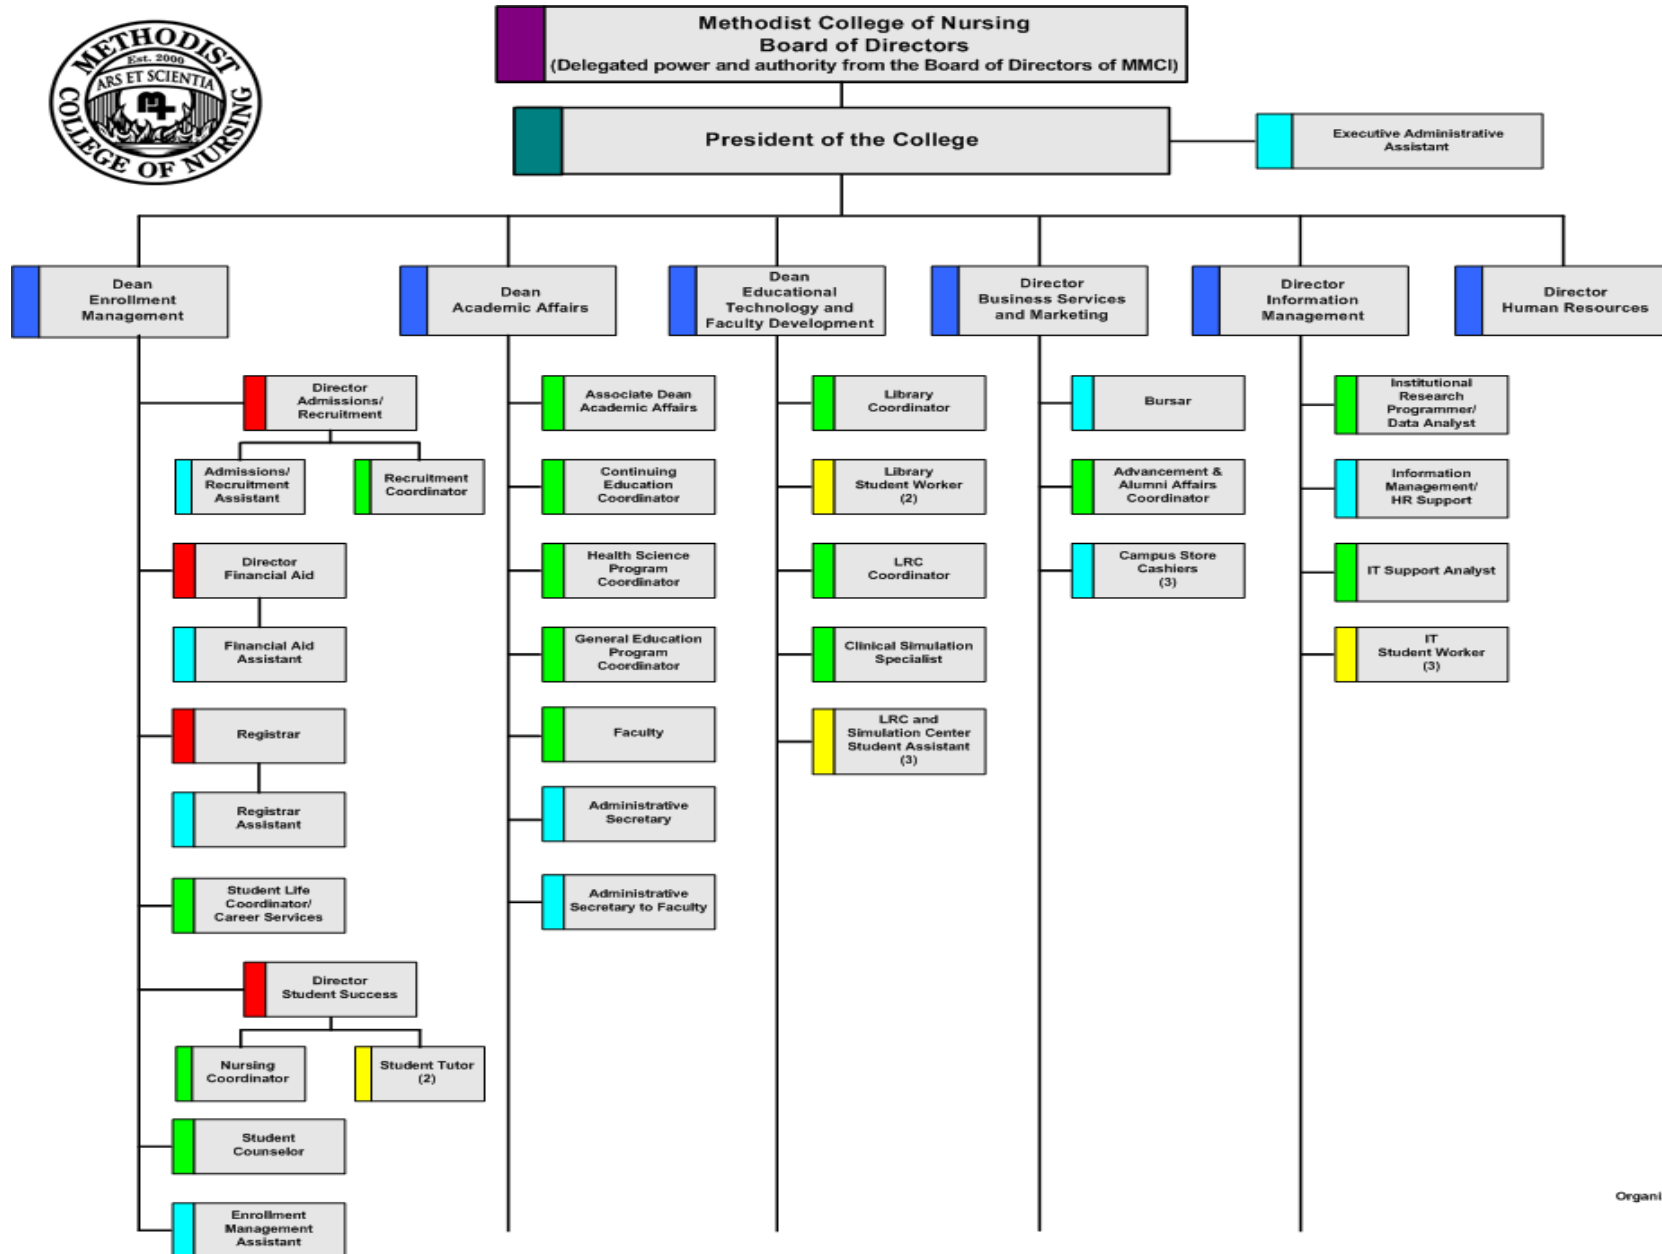 METHODIST
COLLEGE OF NURSING
Est. 2000
ARS ET SCIENTIA
Methodist College of Nursing
Board of Directors
(Delegated power and authority from the Board of Directors of MMCI)
President of the College
Executive Administrative
Assistant
Dean
Enrollment
Management
Dean
Academic Affairs
Dean
Educational
Technology and
Faculty Development
Director
Business Services
and Marketing
Director
Information
Management
Director
Human Resources
Director
Admissions/
Recruitment
Admissions/
Recruitment
Assistant
Recruitment
Coordinator
Director
Financial Aid
Financial Aid
Assistant
Registrar
Registrar
Assistant
Student Life
Coordinator/
Career Services
Director
Student Success
Nursing
Coordinator
Student Tutor
(2)
Student
Counselor
Enrollment
Management
Assistant
Associate Dean
Academic Affairs
Continuing
Education
Coordinator
Health Science
Program
Coordinator
General Education
Program
Coordinator
Faculty
Administrative
Secretary
Administrative
Secretary to Faculty
Library
Coordinator
Library
Student Worker
(2)
LRC
Coordinator
Clinical Simulation
Specialist
LRC and
Simulation Center
Student Assistant
(3)
Bursar
Advancement &
Alumni Affairs
Coordinator
Campus Store
Cashiers
(3)
Institutional
Research
Programmer/
Data Analyst
Information
Management/
HR Support
IT Support Analyst
IT
Student Worker
(3)
Organi